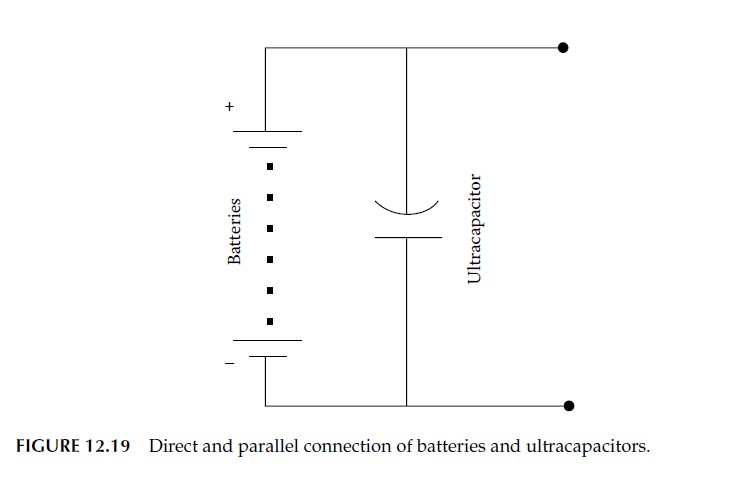 +
Batteries
Ultracapacitor
–
FIGURE 12.19 Direct and parallel connection of batteries and ultracapacitors.